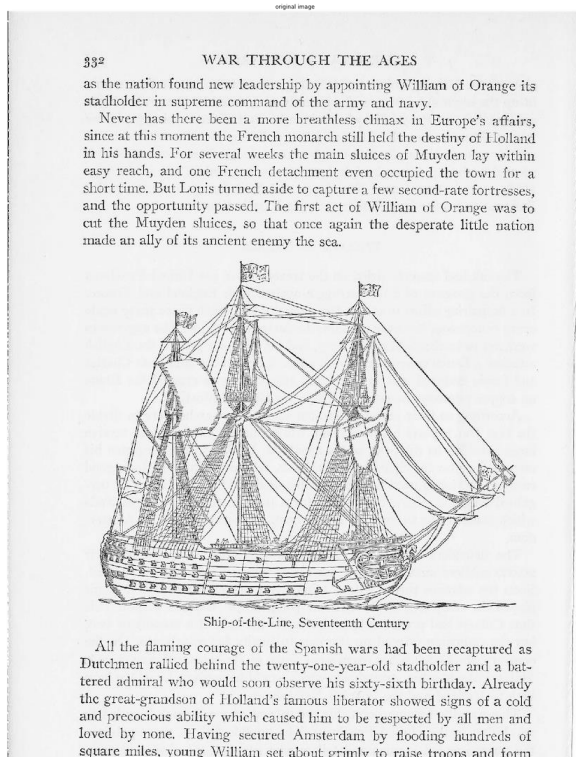 original image
332 WAR THROUGH THE AGES
as the nation found new leadership by appointing William of Orange its
stadholder in supreme command of the army and navy.
Never has there been a more breathless climax in Europe's affairs,
since at this moment the French monarch still held the destiny of Holland
in his hands. For several weeks the main sluices of Muyden lay within
easy reach, and one French detachment even occupied the town for a
short time. But Louis turned aside to capture a few second-rate fortresses,
and the opportunity passed. The first act of William of Orange was to
cut the Muyden sluices, so that once again the desperate little nation
made an ally of its ancient enemy the sea.
Ship-of-the-Line, Seventeenth Century
All the flaming courage of the Spanish wars had been recaptured as
Dutchmen rallied behind the twenty-one-year-old stadholder and a bat-
tered admiral who would soon observe his sixty-sixth birthday. Already
the great-grandson of Holland's famous liberator showed signs of a cold
and precocious ability which caused him to be respected by all men and
loved by none. Having secured Amsterdam by flooding hundreds of
square miles, young William set about grimly to raise troops and form